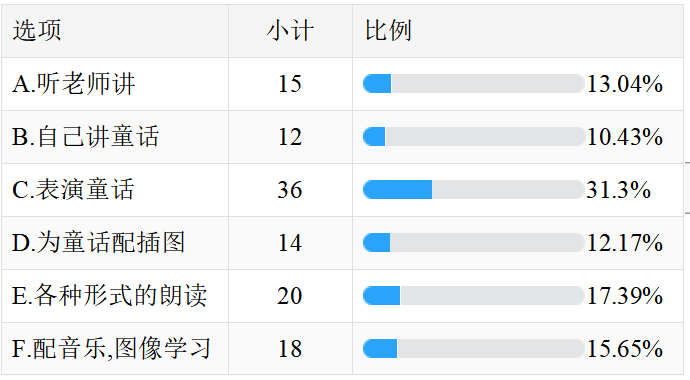 选项 小计 比例
A.听老师讲 15 13.04%
B.自己讲童话 12 10.43%
C.表演童话 36 31.3%
D.为童话配插图 14 12.17%
E.各种形式的朗读 20 17.39%
F.配音乐,图像学习 18 15.65%